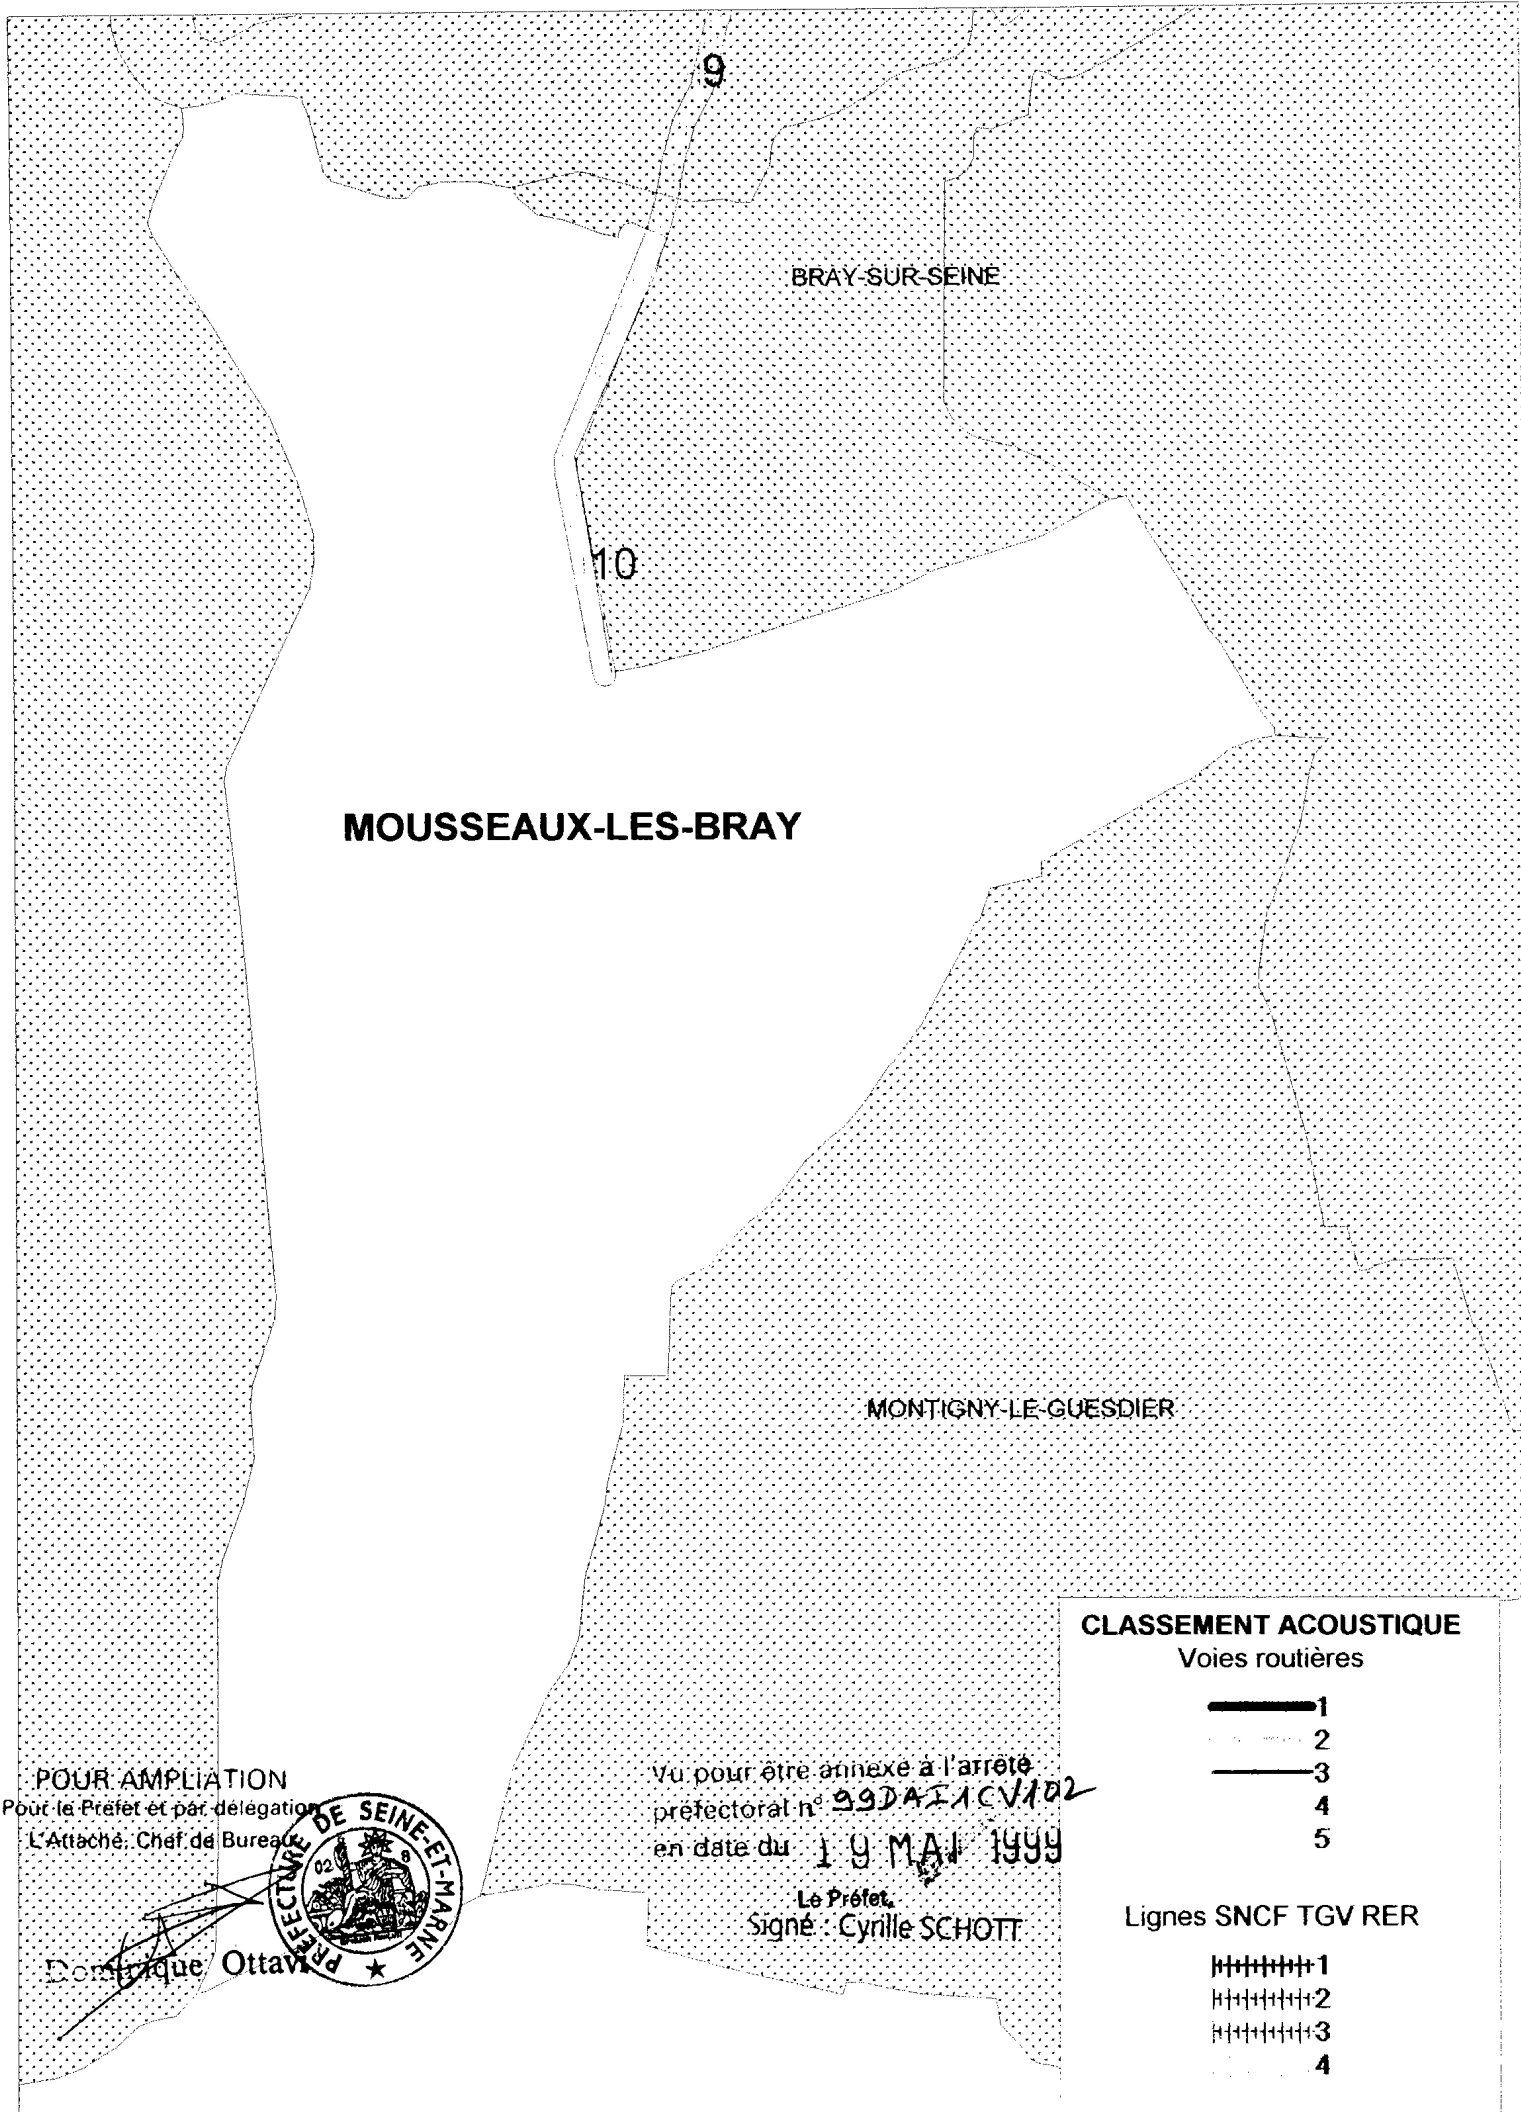 9
BRAY-SUR-SEINE
10
MOUSSEAUX-LES-BRAY
MONTIGNY-LE-GUESDIER
CLASSEMENT ACOUSTIQUE
Voies routières
1
2
3
4
5
Lignes SNCF TGV RER
1
2
3
4
POUR AMPLIATION
Pour le Préfet et par délégation
L'Attaché, Chef de Bureau
PREFECTURE DE SEINE-ET-MARNE
Dominique Ottavi
Vu pour être annexé à l'arrêté
préfectoral n° 99DAI1CV102
en date du 19 MAI 1999
Le Préfet,
Signé : Cyrille SCHOTT